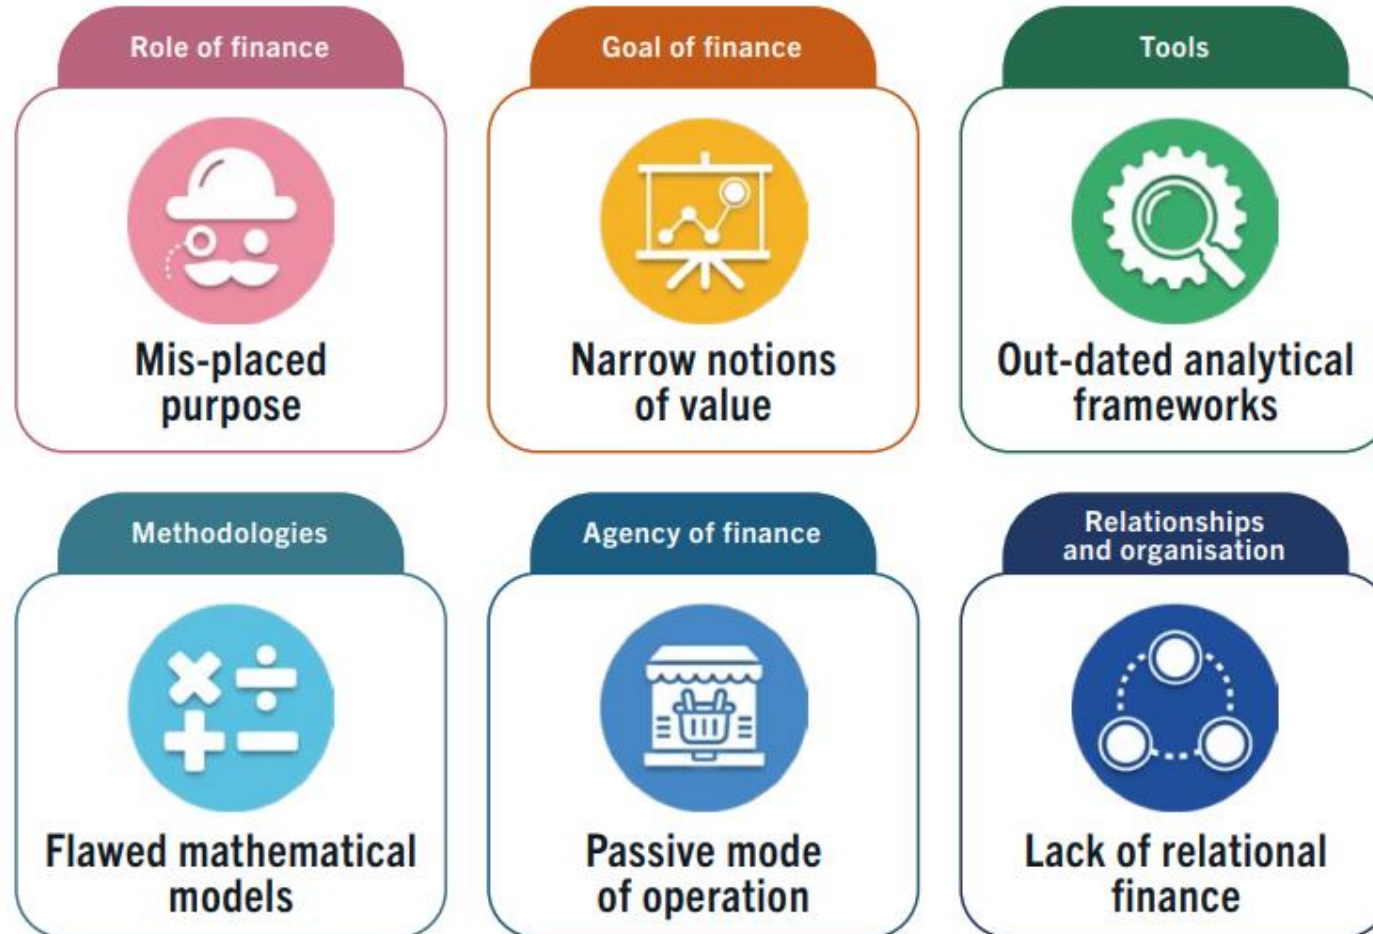 Role of finance
Mis-placed
purpose
Goal of finance
Narrow notions
of value
Tools
Out-dated analytical
frameworks
Methodologies
Flawed mathematical
models
Agency of finance
Passive mode
of operation
Relationships
and organisation
Lack of relational
finance